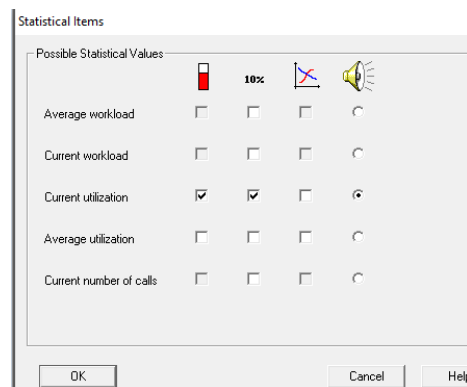 Statistical Items
Possible Statistical Values
10%
Average workload
Current workload
Current utilization
Average utilization
Current number of calls
OK
Cancel
Help